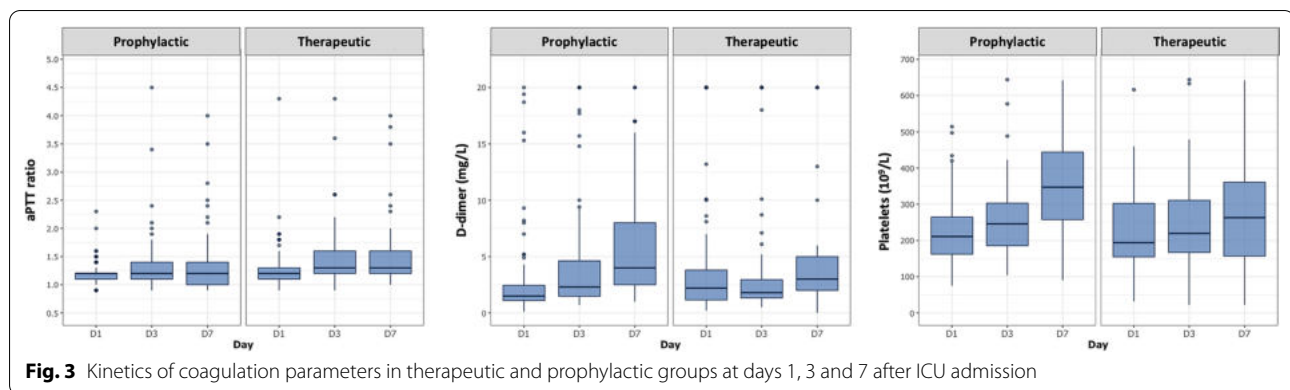 Prophylactic Therapeutic
5.0
4.5
4.0
3.5
3.0
2.5
2.0
1.5
1.0
0.5
aPTT ratio
D1 D3 D7 D1 D3 D7
Day
Prophylactic Therapeutic
20
15
10
5
0
D-dimer (mg/L)
D1 D3 D7 D1 D3 D7
Day
Prophylactic Therapeutic
700
600
500
400
300
200
100
0
Platelets (10⁹/L)
D1 D3 D7 D1 D3 D7
Day
Fig. 3 Kinetics of coagulation parameters in therapeutic and prophylactic groups at days 1, 3 and 7 after ICU admission